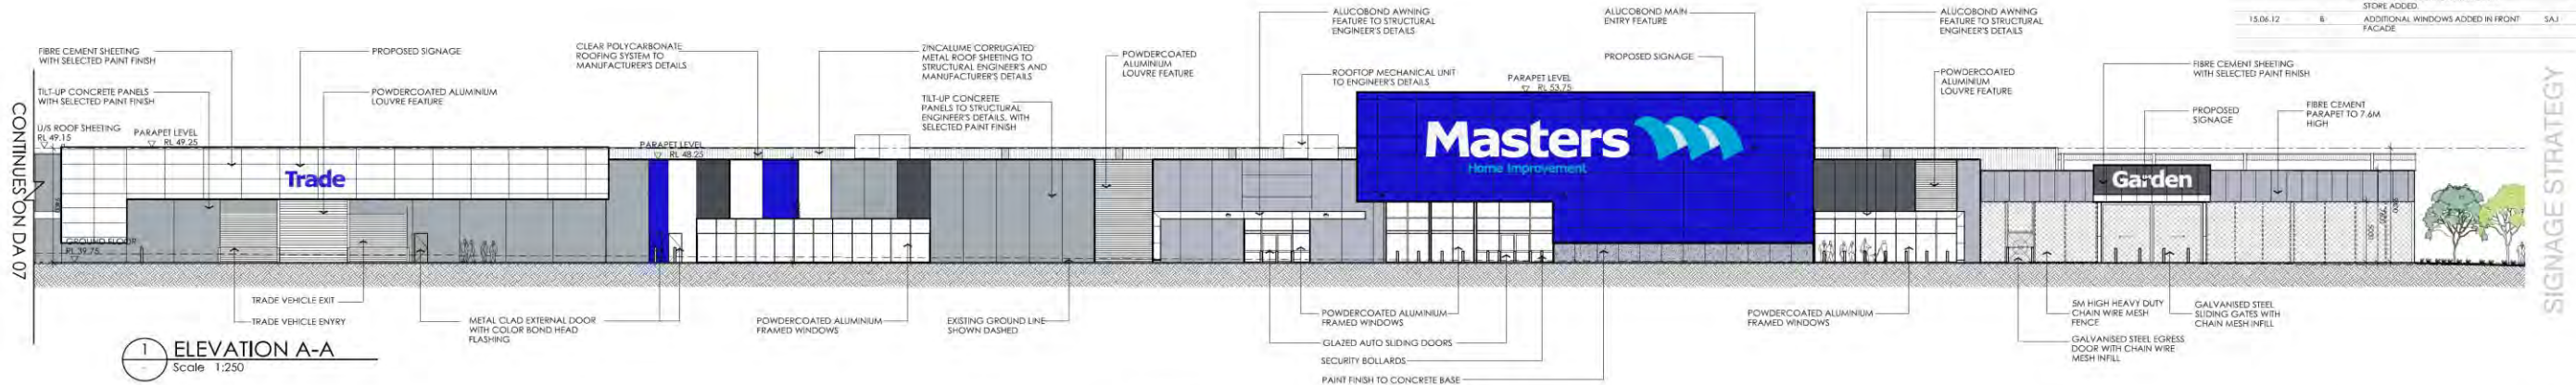 STORE ADDED.
15.06.12 B ADDITIONAL WINDOWS ADDED IN FRONT SAJ
FACADE
SIGNAGE STRATEGY
CONTINUES ON DA 07
FIBRE CEMENT SHEETING
WITH SELECTED PAINT FINISH
PROPOSED SIGNAGE
TILT-UP CONCRETE PANELS
WITH SELECTED PAINT FINISH
POWDERCOATED ALUMINIUM
LOUVRE FEATURE
U/S ROOF SHEETING
RL 49.15
PARAPET LEVEL
RL 49.25
CLEAR POLYCARBONATE
ROOFING SYSTEM TO
MANUFACTURER'S DETAILS
PARAPET LEVEL
RL 48.25
ZINCALUME CORRUGATED
METAL ROOF SHEETING TO
STRUCTURAL ENGINEER'S AND
MANUFACTURER'S DETAILS
TILT-UP CONCRETE
PANELS TO STRUCTURAL
ENGINEER'S DETAILS, WITH
SELECTED PAINT FINISH
POWDERCOATED
ALUMINIUM
LOUVRE FEATURE
ALUCOBOND AWNING
FEATURE TO STRUCTURAL
ENGINEER'S DETAILS
ROOFTOP MECHANICAL UNIT
TO ENGINEER'S DETAILS
ALUCOBOND MAIN
ENTRY FEATURE
PROPOSED SIGNAGE
PARAPET LEVEL
RL 53.75
ALUCOBOND AWNING
FEATURE TO STRUCTURAL
ENGINEER'S DETAILS
POWDERCOATED
ALUMINIUM
LOUVRE FEATURE
FIBRE CEMENT SHEETING
WITH SELECTED PAINT FINISH
PROPOSED
SIGNAGE
FIBRE CEMENT
PARAPET TO 7.6M
HIGH
Trade
Masters
Home Improvement
Garden
GROUND FLOOR
RL 39.75
TRADE VEHICLE EXIT
TRADE VEHICLE ENYRY
METAL CLAD EXTERNAL DOOR
WITH COLOR BOND HEAD
FLASHING
POWDERCOATED ALUMINIUM
FRAMED WINDOWS
EXISTING GROUND LINE
SHOWN DASHED
POWDERCOATED ALUMINIUM
FRAMED WINDOWS
GLAZED AUTO SLIDING DOORS
SECURITY BOLLARDS
PAINT FINISH TO CONCRETE BASE
POWDERCOATED ALUMINIUM
FRAMED WINDOWS
5M HIGH HEAVY DUTY
CHAIN WIRE MESH
FENCE
GALVANISED STEEL
SLIDING GATES WITH
CHAIN MESH INFILL
GALVANISED STEEL EGRESS
DOOR WITH CHAIN WIRE
MESH INFILL
1 ELEVATION A-A
Scale 1:250